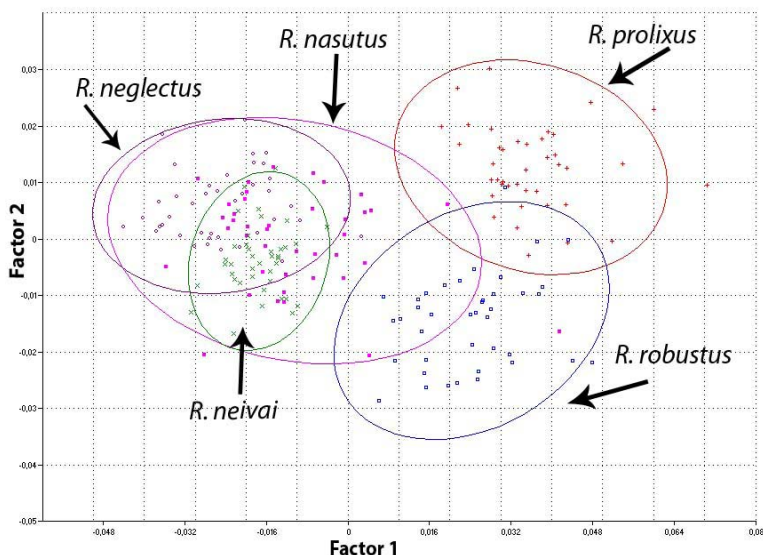 R. nasutus
R. prolixus
R. neglectus
R. neivai
R. robustus
Factor 2
0,03
0,02
0,01
0
-0,01
-0,02
-0,03
-0,04
-0,05
-0,048
-0,032
-0,016
0
0,016
0,032
0,048
0,064
0,08
Factor 1